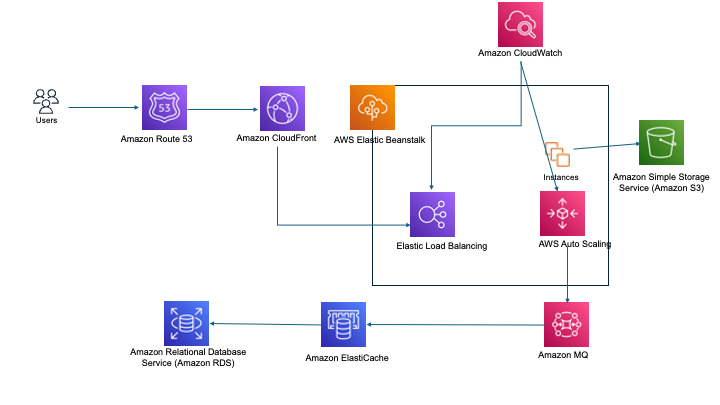 Amazon CloudWatch
Users
53
Amazon Route 53
Amazon CloudFront
AWS Elastic Beanstalk
Instances
Amazon Simple Storage
Service (Amazon S3)
Elastic Load Balancing
AWS Auto Scaling
Amazon Relational Database
Service (Amazon RDS)
Amazon ElastiCache
Amazon MQ